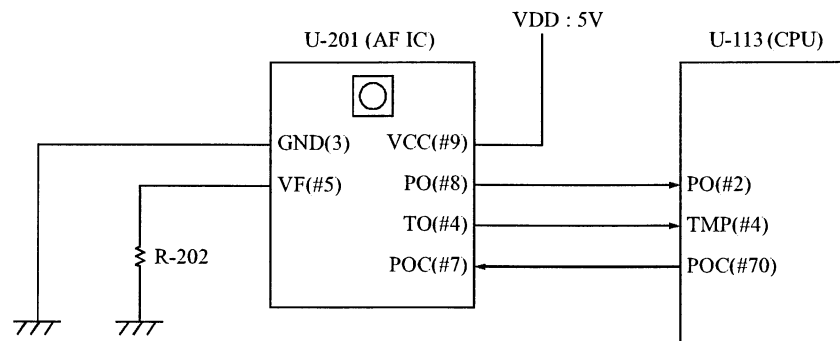 VDD : 5V
U-201 (AF IC)
U-113 (CPU)
GND(3)
VCC(#9)
VF(#5)
PO(#8)
PO(#2)
TO(#4)
TMP(#4)
R-202
POC(#7)
POC(#70)